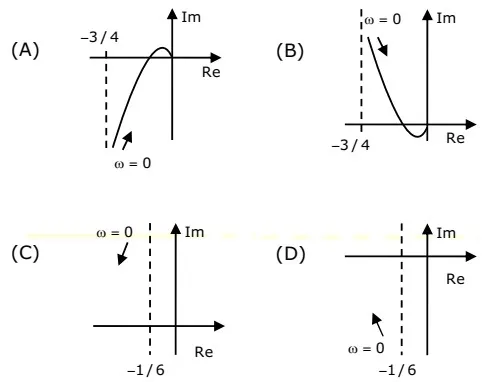 (A)
Im
−3 / 4
Re
ω = 0
(B)
ω = 0
Im
−3 / 4
Re
(C)
ω = 0
Im
Re
−1 / 6
(D)
Im
Re
ω = 0
−1 / 6